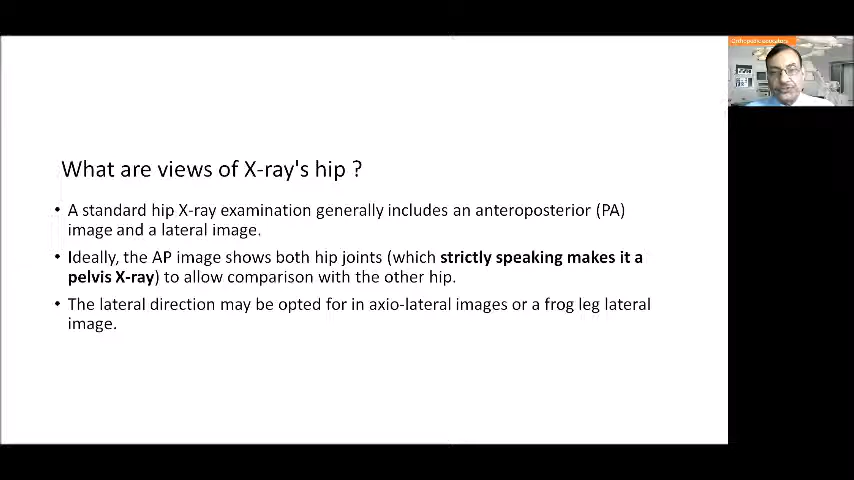 Orthopaedic educators
What are views of X-ray's hip ?
• A standard hip X-ray examination generally includes an anteroposterior (PA)
image and a lateral image.
• Ideally, the AP image shows both hip joints (which strictly speaking makes it a
pelvis X-ray) to allow comparison with the other hip.
• The lateral direction may be opted for in axio-lateral images or a frog leg lateral
image.